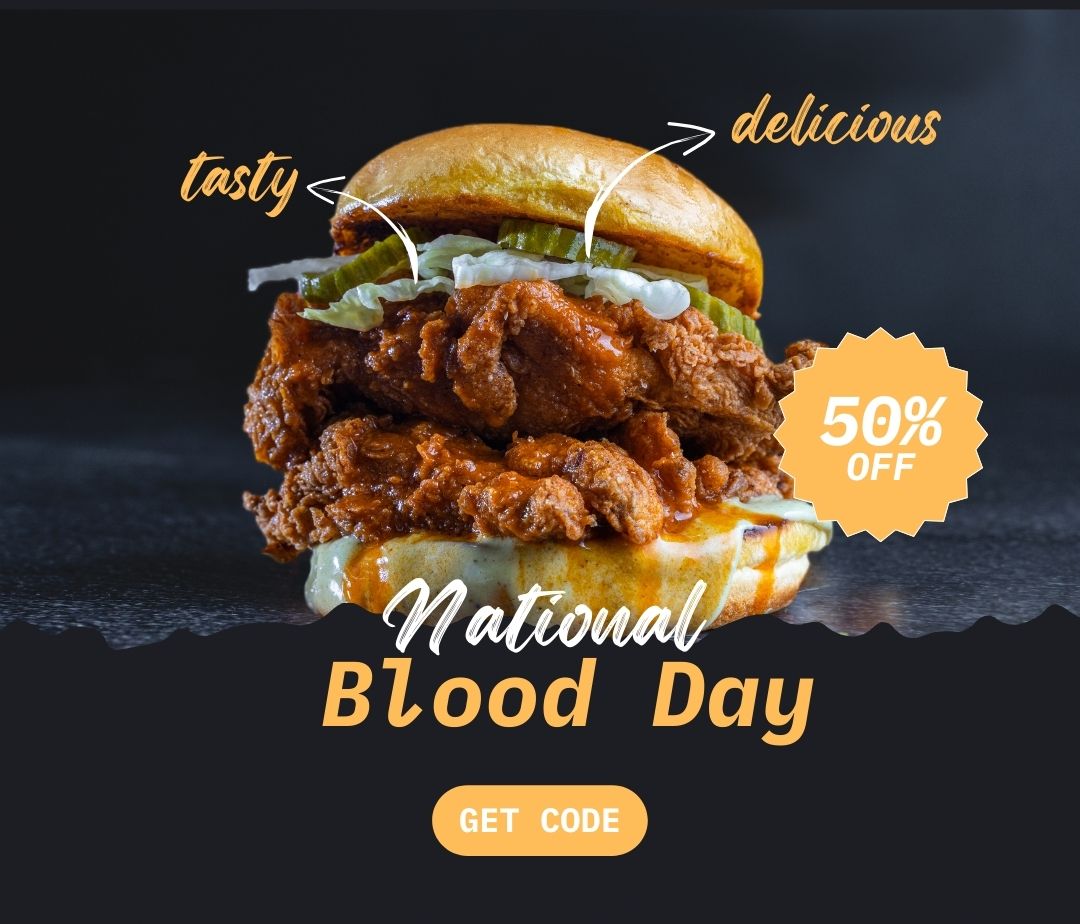 delicious
tasty
50%
OFF
National
Blood Day
GET CODE